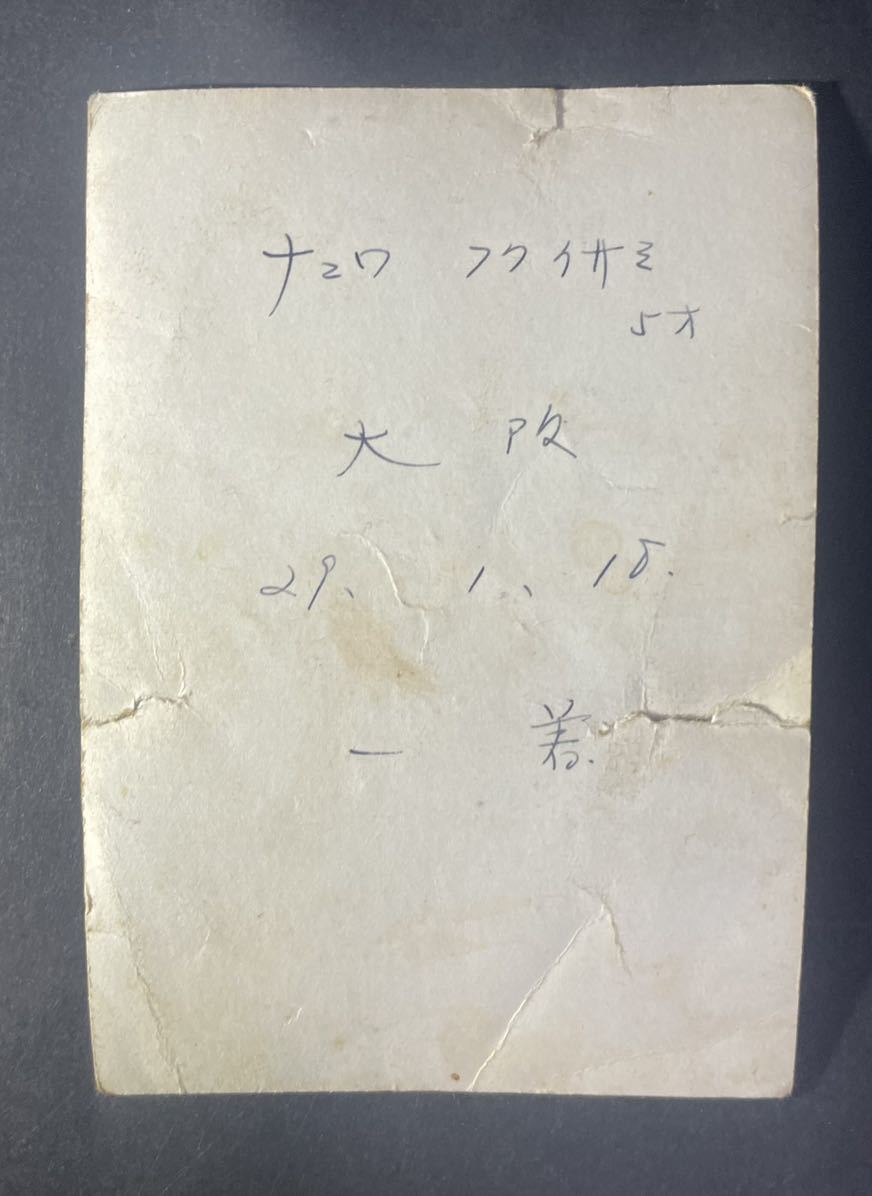 ナニワ フクイサミ
5才
大阪
29、 1、 18.
一着.